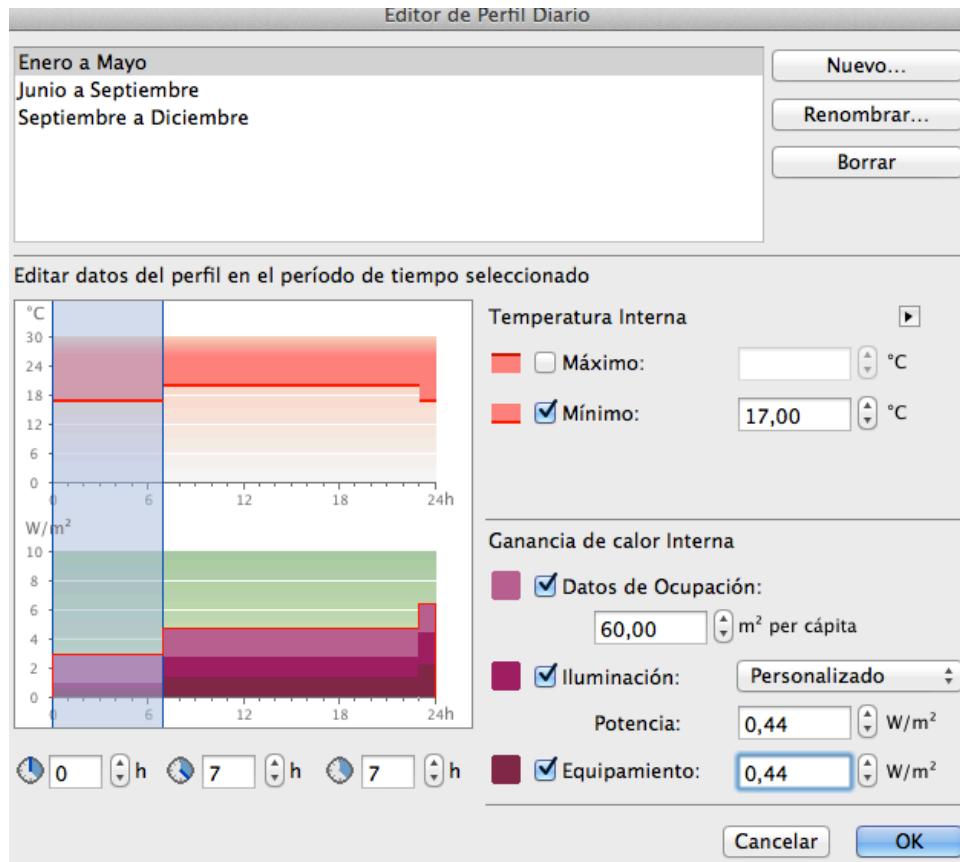 Editor de Perfil Diario
Enero a Mayo
Junio a Septiembre
Septiembre a Diciembre
Nuevo...
Renombrar...
Borrar
Editar datos del perfil en el período de tiempo seleccionado
°C
30
24
18
12
6
0
0 6 12 18 24h
W/m²
10
8
6
4
2
0
0 6 12 18 24h
0 h 7 h 7 h
Temperatura Interna
Máximo: °C
Mínimo: 17,00 °C
Ganancia de calor Interna
Datos de Ocupación:
60,00 m² per cápita
Iluminación: Personalizado
Potencia: 0,44 W/m²
Equipamiento: 0,44 W/m²
Cancelar OK